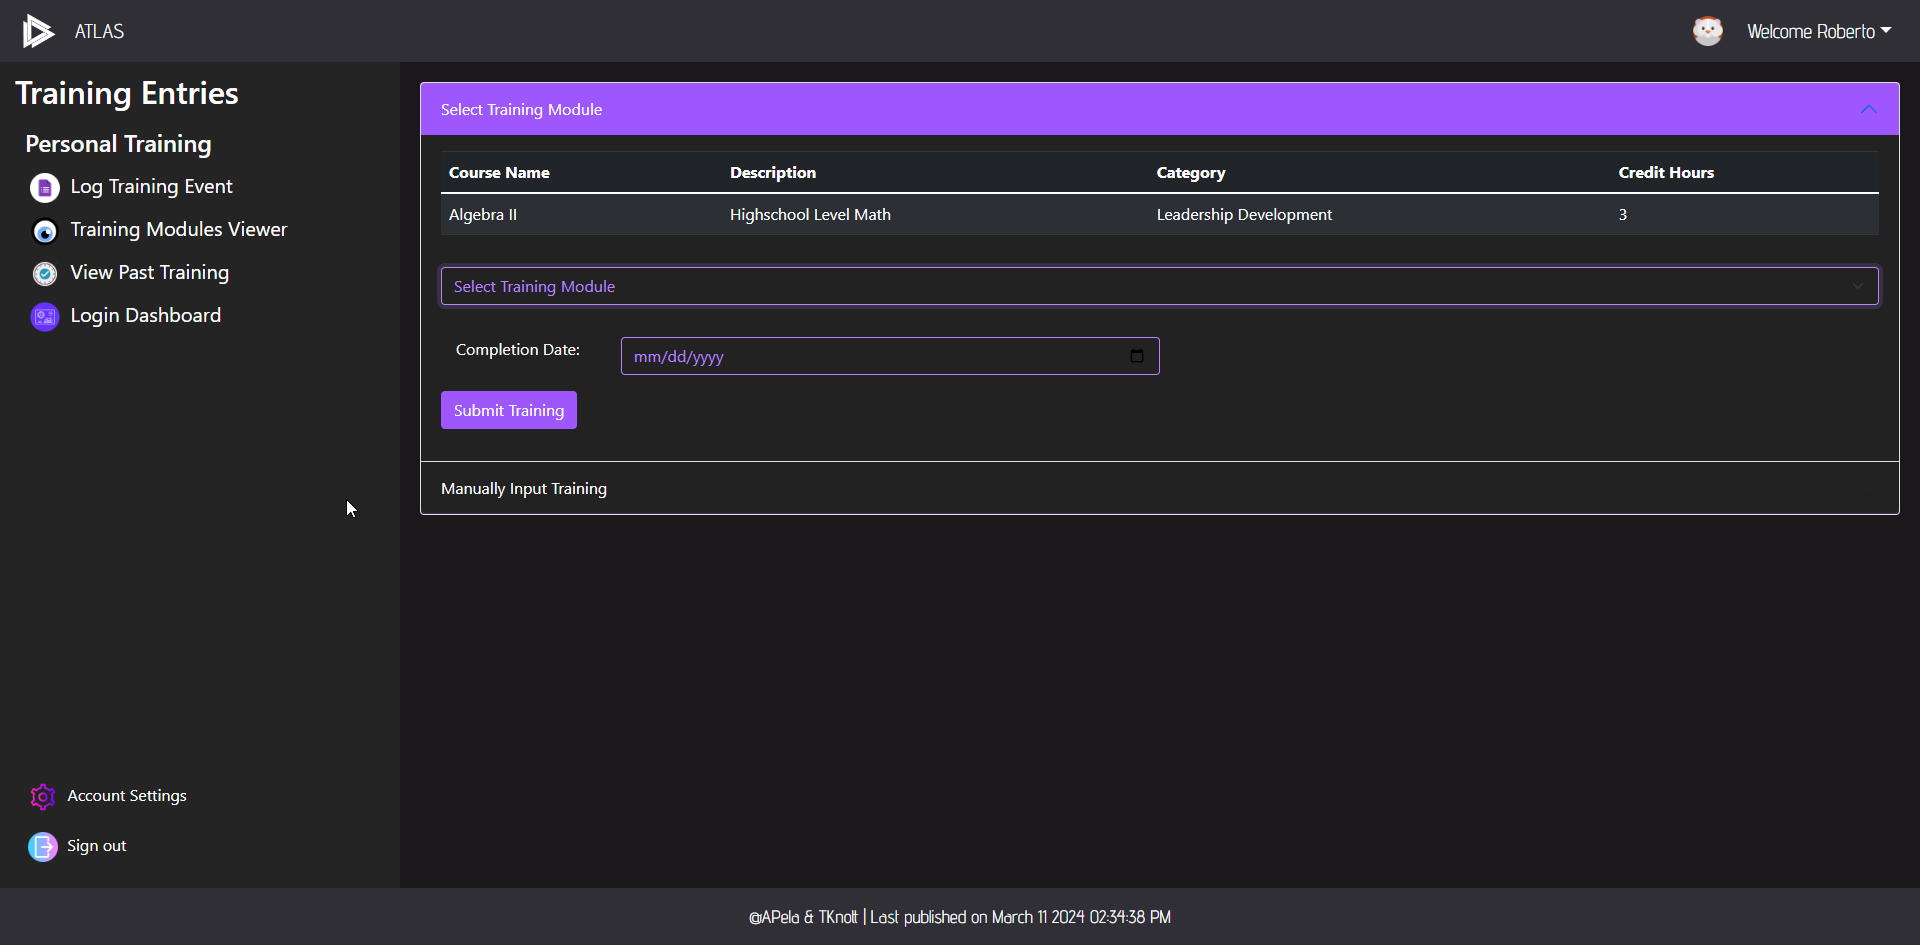 ATLAS
Welcome Roberto
Training Entries
Personal Training
Log Training Event
Training Modules Viewer
View Past Training
Login Dashboard
Account Settings
Sign out
Select Training Module
Course Name Description Category Credit Hours
Algebra II Highschool Level Math Leadership Development 3
Select Training Module
Completion Date: mm/dd/yyyy
Submit Training
Manually Input Training
@APela & TKnolt | Last published on March 11 2024 02:34:38 PM